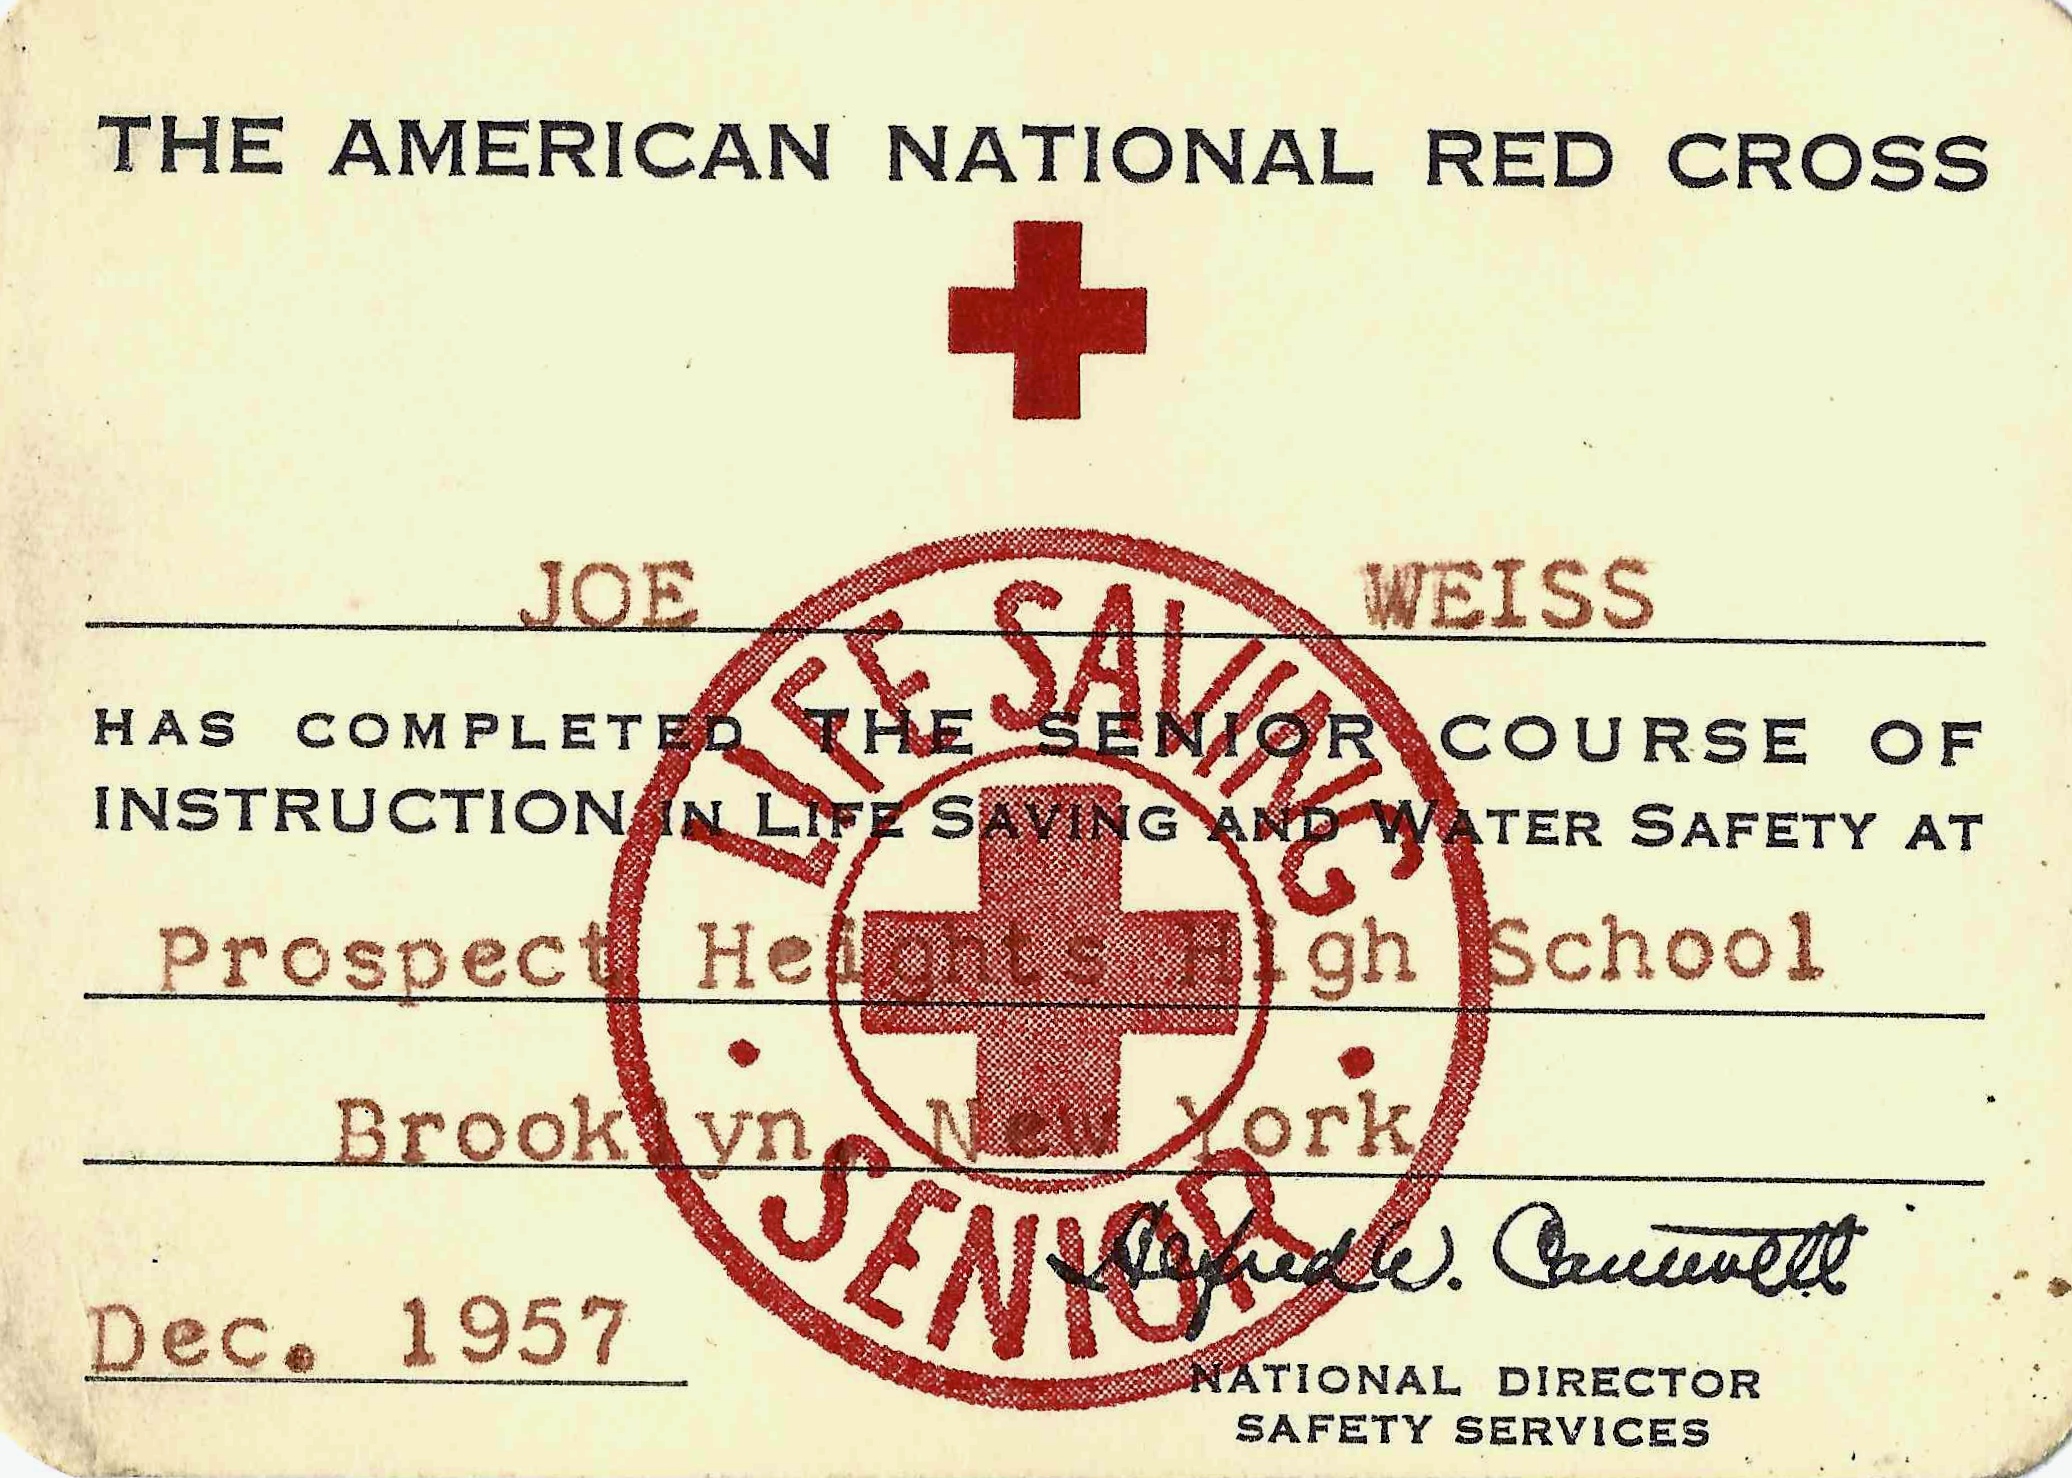 THE AMERICAN NATIONAL RED CROSS
JOE WEISS
HAS COMPLETED THE SENIOR COURSE OF
INSTRUCTION IN LIFE SAVING AND WATER SAFETY AT
Prospect Heights High School
Brooklyn, New York
LIFE SAVING
SENIOR
Dec. 1957
NATIONAL DIRECTOR
SAFETY SERVICES